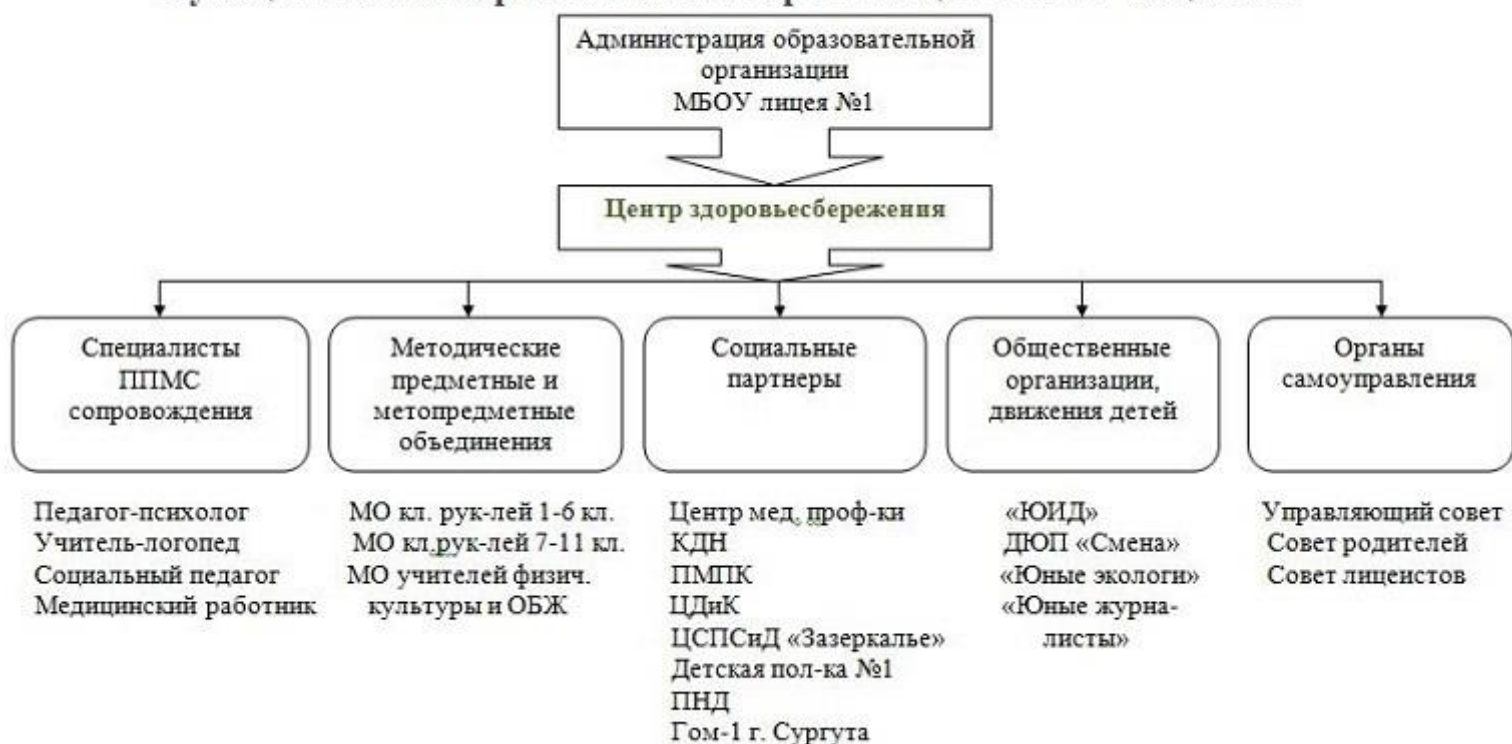 Администрация образовательной
организации
МБОУ лицея №1
Центр здоровьесбережения
Специалисты
ППМС
сопровождения
Методические
предметные и
метопредметные
объединения
Социальные
партнеры
Общественные
организации,
движения детей
Органы
самоуправления
Педагог-психолог
Учитель-логопед
Социальный педагог
Медицинский работник
МО кл. рук-лей 1-6 кл.
МО кл.рук-лей 7-11 кл.
МО учителей физич.
культуры и ОБЖ
Центр мед. проф-ки
КДН
ПМПК
ЦДиК
ЦСПСиД «Зазеркалье»
Детская пол-ка №1
ПНД
Гом-1 г. Сургута
«ЮИД»
ДЮП «Смена»
«Юные экологи»
«Юные журна-
листы»
Управляющий совет
Совет родителей
Совет лицеистов